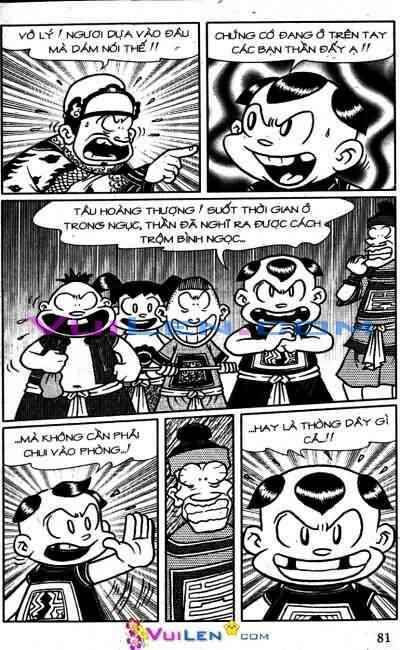 VÔ LÝ! NGƯƠI DỰA VÀO ĐÂU
MÀ DÁM NÓI THẾ!!
CHỨNG CỚ ĐANG Ở TRÊN TAY
CÁC BẠN THẦN ĐẤY Ạ!!
TÂU HOÀNG THƯỢNG! SUỐT THỜI GIAN Ở
TRONG NGỤC, THẦN ĐÃ NGHĨ RA ĐƯỢC CÁCH
TRỘM BÌNH NGỌC...
VUILEN.COM
...MÀ KHÔNG CẦN PHẢI
CHUI VÀO PHÒNG...!
...HAY LÀ THÒNG DÂY GÌ
CẢ!!
81
VUILEN.COM